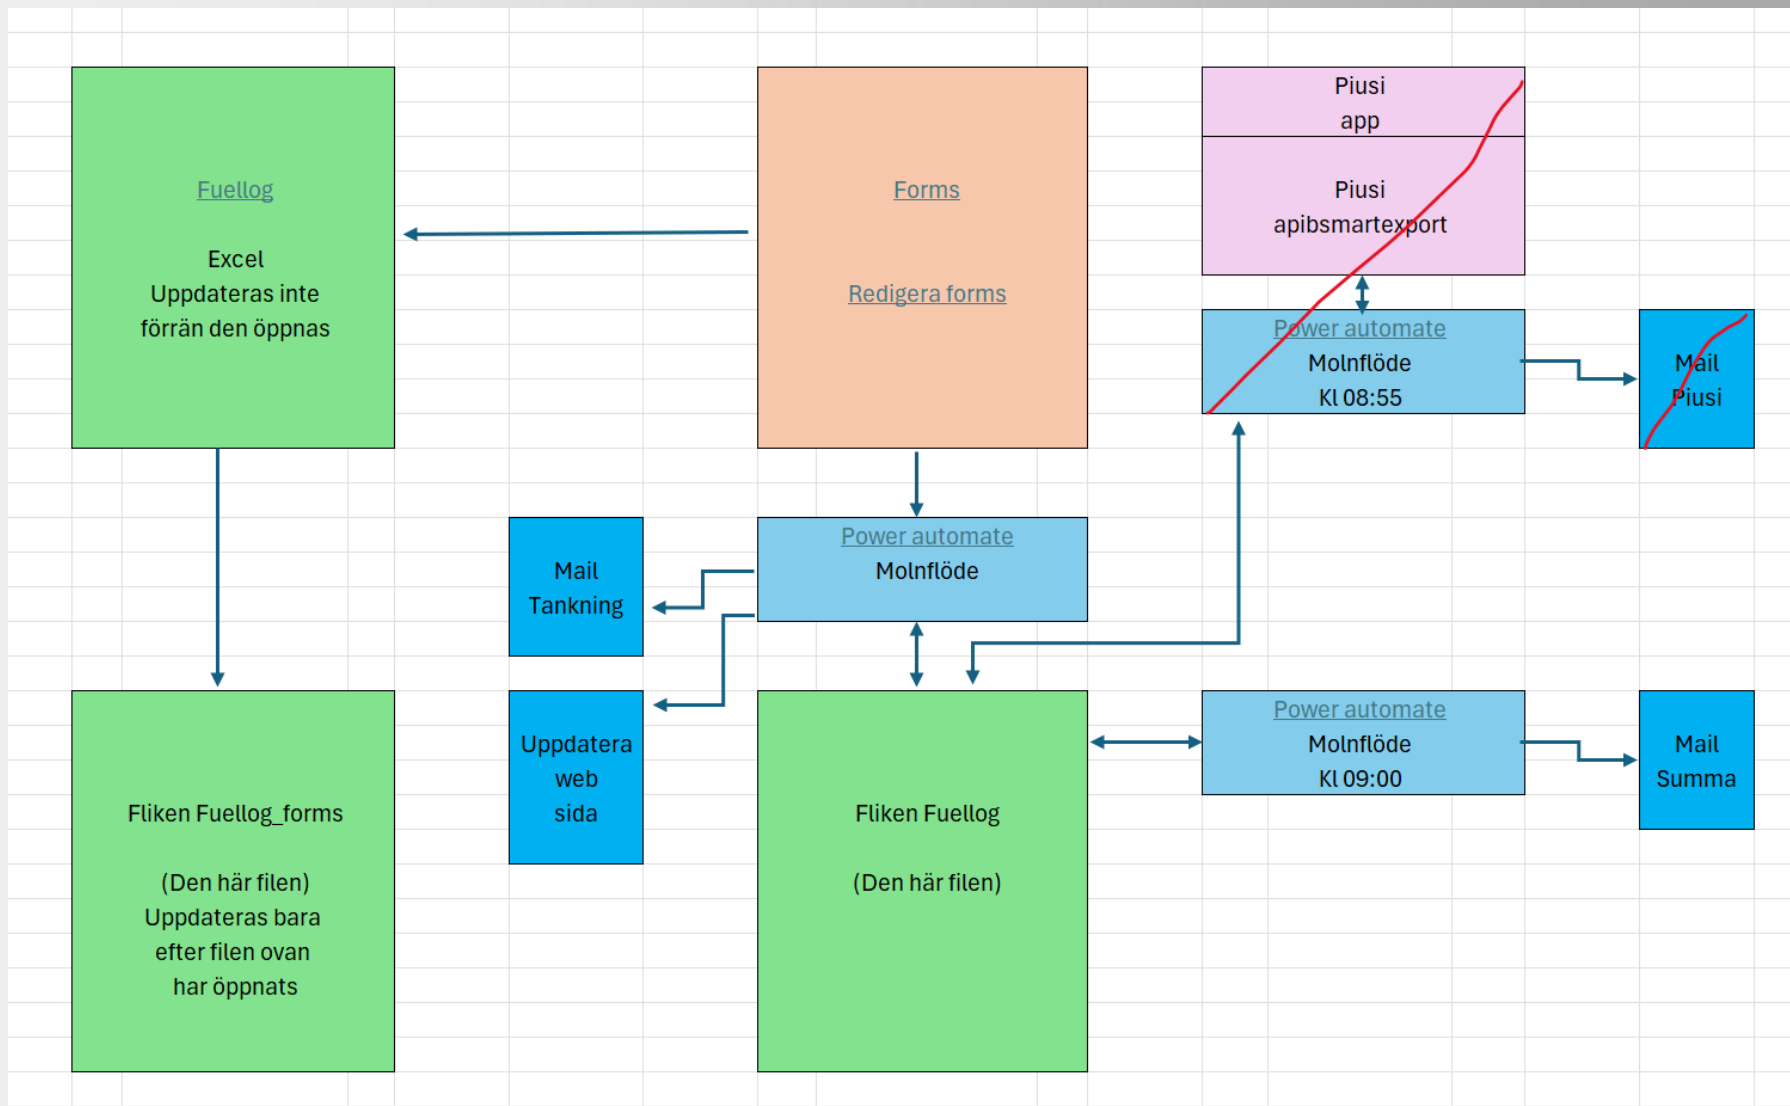 Fuellog
Excel
Uppdateras inte
förrän den öppnas
Forms
Redigera forms
Piusi
app
Piusi
apibsmartexport
Power automate
Molnflöde
Kl 08:55
Mail
Piusi
Mail
Tankning
Power automate
Molnflöde
Uppdatera
web
sida
Fliken Fuellog_forms
(Den här filen)
Uppdateras bara
efter filen ovan
har öppnats
Fliken Fuellog
(Den här filen)
Power automate
Molnflöde
Kl 09:00
Mail
Summa